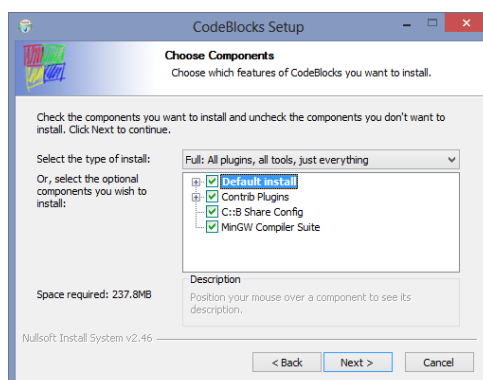 CodeBlocks Setup
Choose Components
Choose which features of CodeBlocks you want to install.
Check the components you want to install and uncheck the components you don't want to
install. Click Next to continue.
Select the type of install:
Full: All plugins, all tools, just everything
Or, select the optional
components you wish to
install:
Default install
Contrib Plugins
C::B Share Config
MinGW Compiler Suite
Space required: 237.8MB
Description
Position your mouse over a component to see its
description.
Nullsoft Install System v2.46
< Back
Next >
Cancel